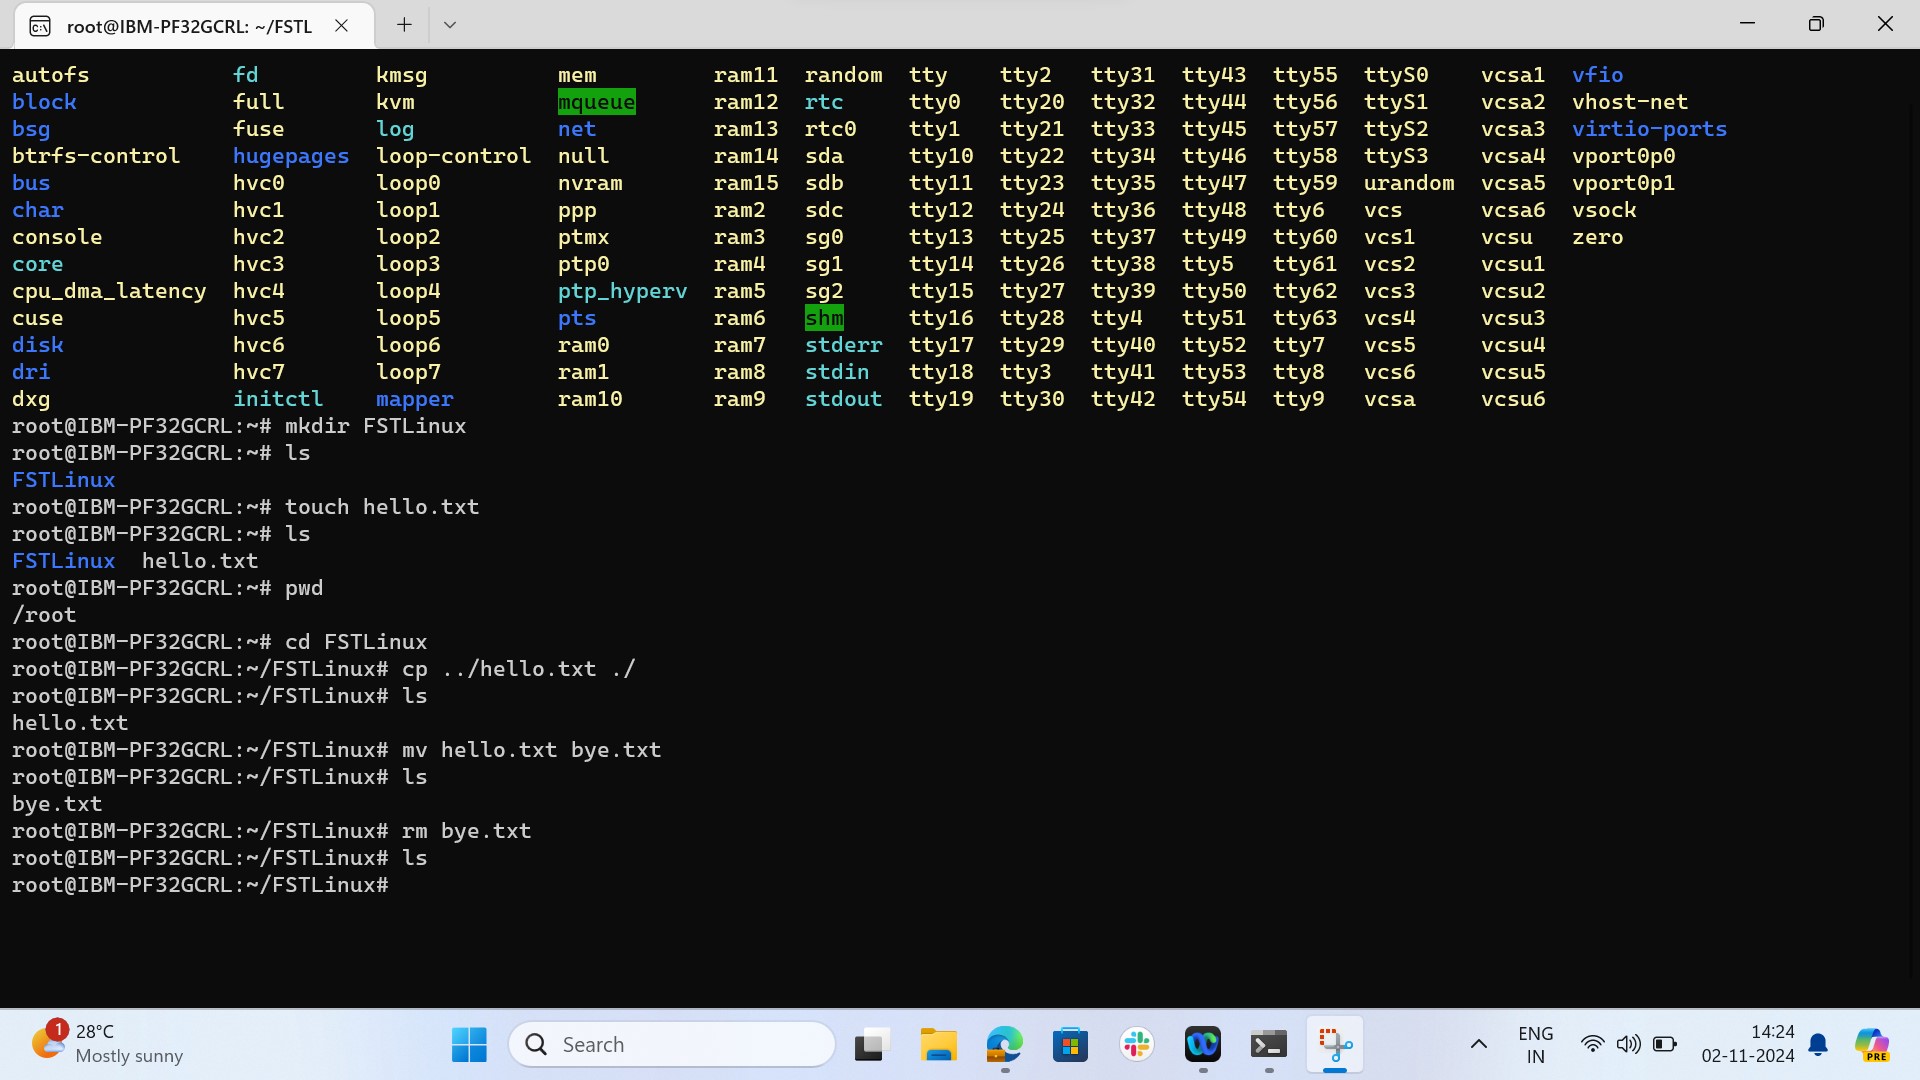 root@IBM-PF32GCRL: ~/FSTL
autofs fd kmsg mem ram11 random tty tty2 tty31 tty43 tty55 ttyS0 vcsa1 vfio
block full kvm mqueue ram12 rtc tty0 tty20 tty32 tty44 tty56 ttyS1 vcsa2 vhost-net
bsg fuse log net ram13 rtc0 tty1 tty21 tty33 tty45 tty57 ttyS2 vcsa3 virtio-ports
btrfs-control hugepages loop-control null ram14 sda tty10 tty22 tty34 tty46 tty58 ttyS3 vcsa4 vport0p0
bus hvc0 loop0 nvram ram15 sdb tty11 tty23 tty35 tty47 tty59 urandom vcsa5 vport0p1
char hvc1 loop1 ppp ram2 sdc tty12 tty24 tty36 tty48 tty6 vcs vcsa6 vsock
console hvc2 loop2 ptmx ram3 sg0 tty13 tty25 tty37 tty49 tty60 vcs1 vcsu zero
core hvc3 loop3 ptp0 ram4 sg1 tty14 tty26 tty38 tty5 tty61 vcs2 vcsu1
cpu_dma_latency hvc4 loop4 ptp_hyperv ram5 sg2 tty15 tty27 tty39 tty50 tty62 vcs3 vcsu2
cuse hvc5 loop5 pts ram6 shm tty16 tty28 tty4 tty51 tty63 vcs4 vcsu3
disk hvc6 loop6 ram0 ram7 stderr tty17 tty29 tty40 tty52 tty7 vcs5 vcsu4
dri hvc7 loop7 ram1 ram8 stdin tty18 tty3 tty41 tty53 tty8 vcs6 vcsu5
dxg initctl mapper ram10 ram9 stdout tty19 tty30 tty42 tty54 tty9 vcsa vcsu6
root@IBM-PF32GCRL:~# mkdir FSTLinux
root@IBM-PF32GCRL:~# ls
FSTLinux
root@IBM-PF32GCRL:~# touch hello.txt
root@IBM-PF32GCRL:~# ls
FSTLinux hello.txt
root@IBM-PF32GCRL:~# pwd
/root
root@IBM-PF32GCRL:~# cd FSTLinux
root@IBM-PF32GCRL:~/FSTLinux# cp ../hello.txt ./
root@IBM-PF32GCRL:~/FSTLinux# ls
hello.txt
root@IBM-PF32GCRL:~/FSTLinux# mv hello.txt bye.txt
root@IBM-PF32GCRL:~/FSTLinux# ls
bye.txt
root@IBM-PF32GCRL:~/FSTLinux# rm bye.txt
root@IBM-PF32GCRL:~/FSTLinux# ls
root@IBM-PF32GCRL:~/FSTLinux#
1 28°C
Mostly sunny
Search
ENG
IN
14:24
02-11-2024
PRE